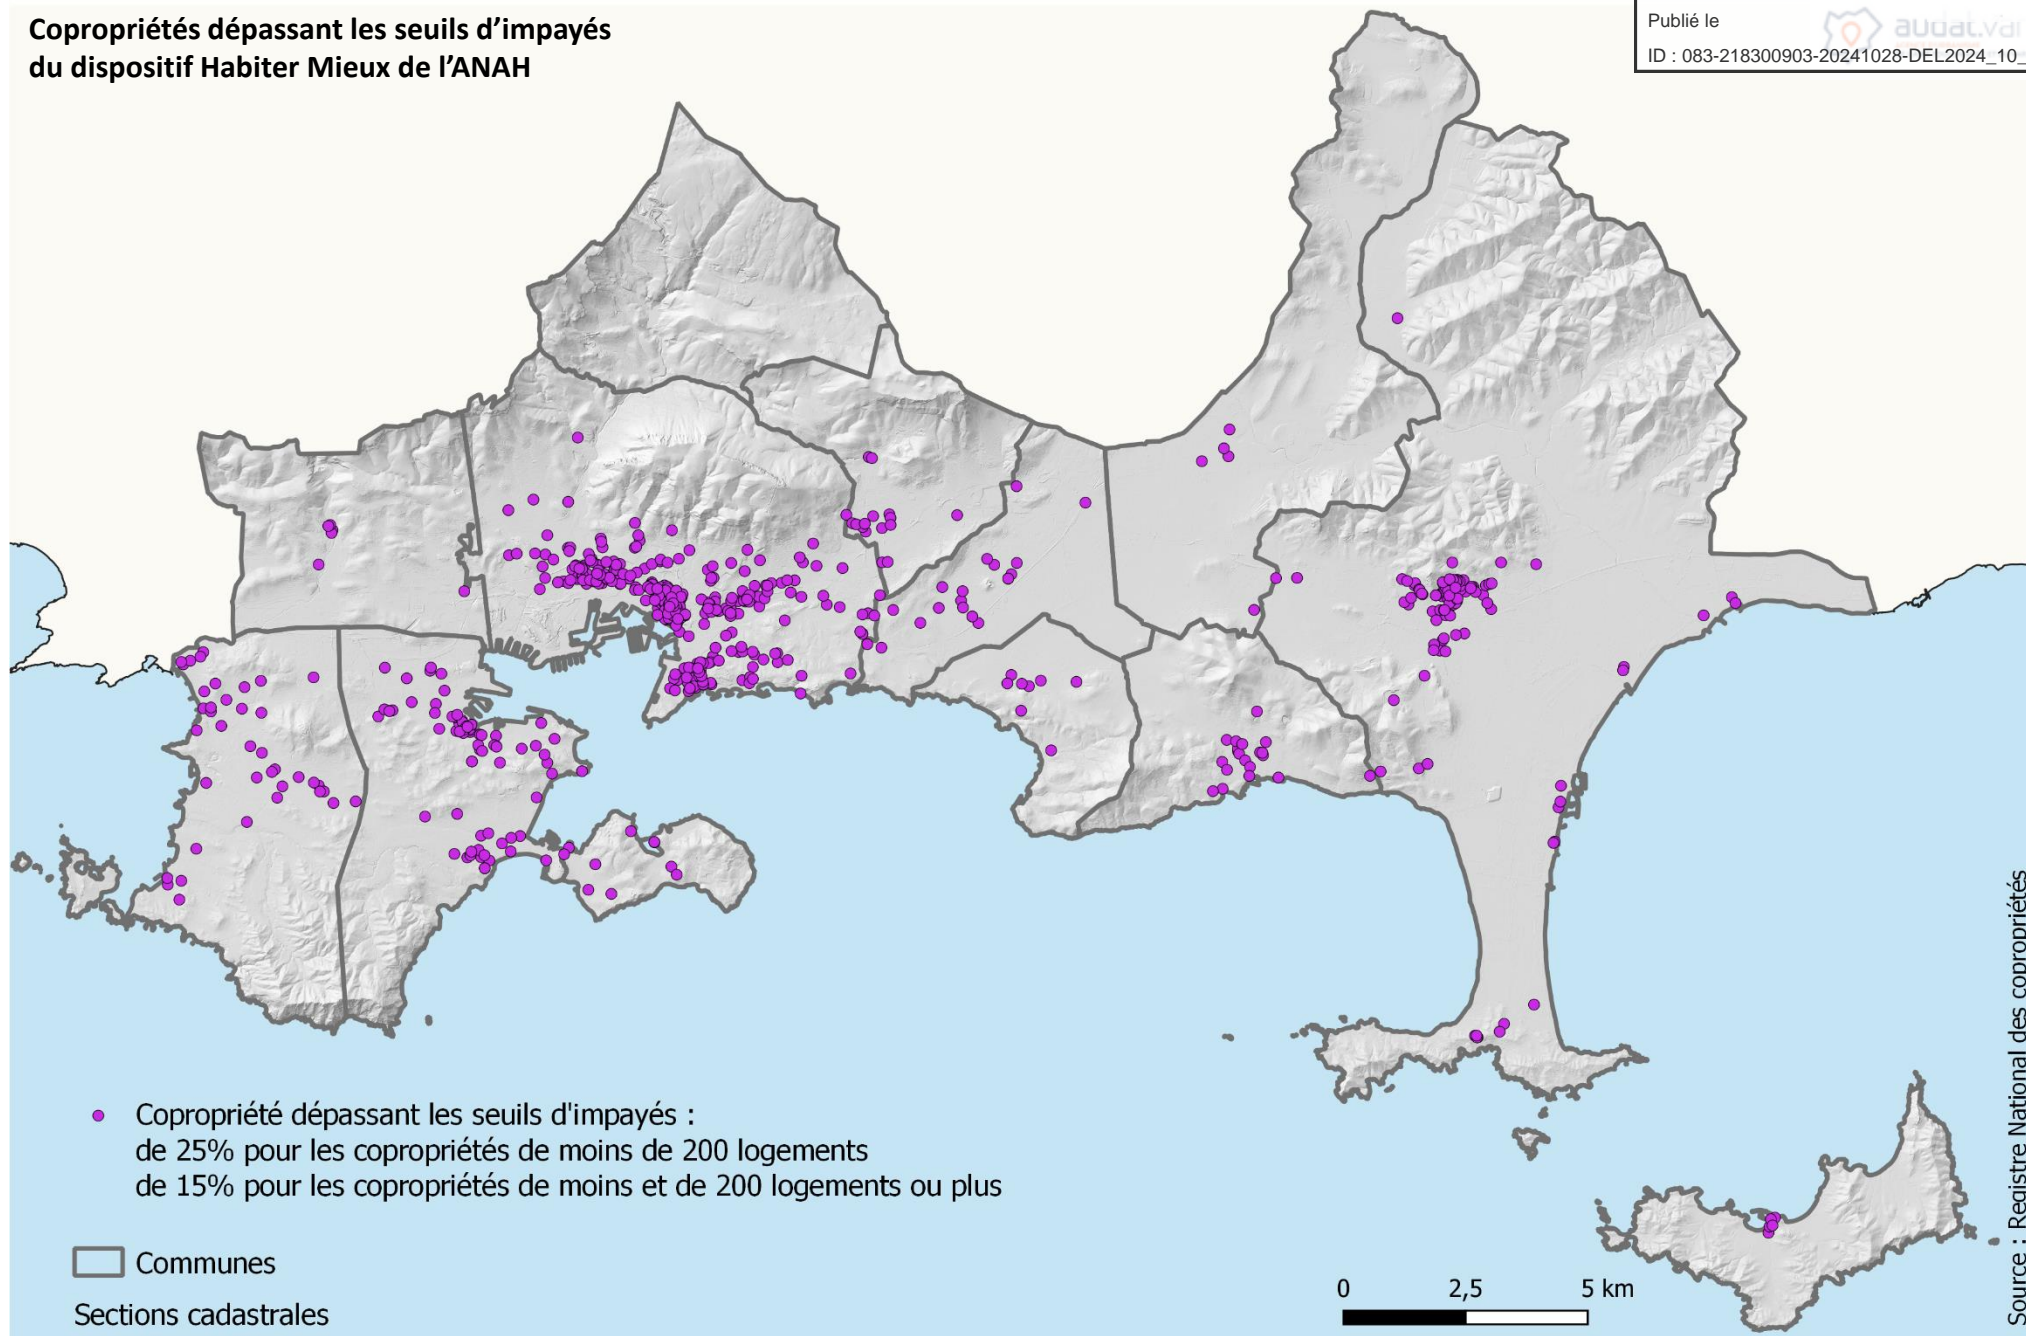 Copropriétés dépassant les seuils d’impayés
du dispositif Habiter Mieux de l’ANAH
Publié le
audat.var
ID : 083-218300903-20241028-DEL2024_10_
Copropriété dépassant les seuils d'impayés :
de 25% pour les copropriétés de moins de 200 logements
de 15% pour les copropriétés de moins et de 200 logements ou plus
Communes
Sections cadastrales
0 2,5 5 km
Source : Registre National des copropriétés